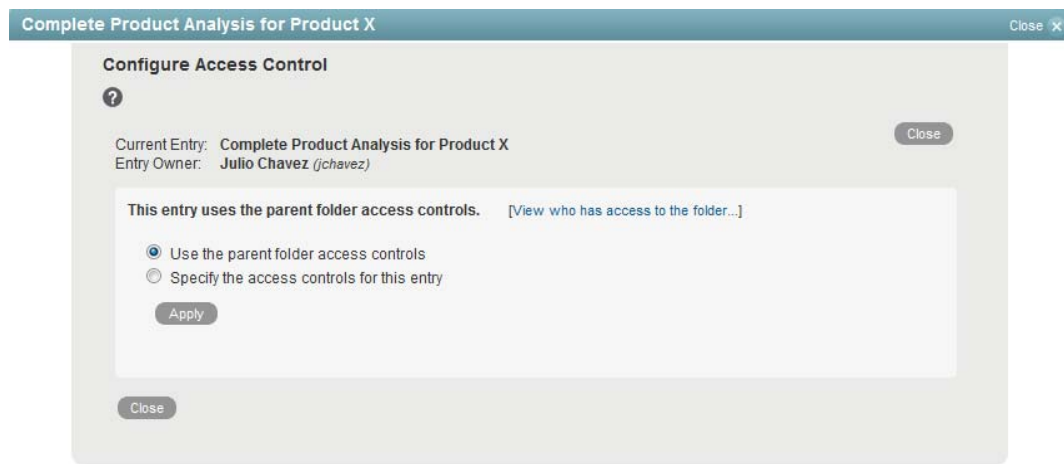 Complete Product Analysis for Product X
Close
Configure Access Control
?
Close
Current Entry: Complete Product Analysis for Product X
Entry Owner: Julio Chavez (jchavez)
This entry uses the parent folder access controls. [View who has access to the folder...]
Use the parent folder access controls
Specify the access controls for this entry
Apply
Close